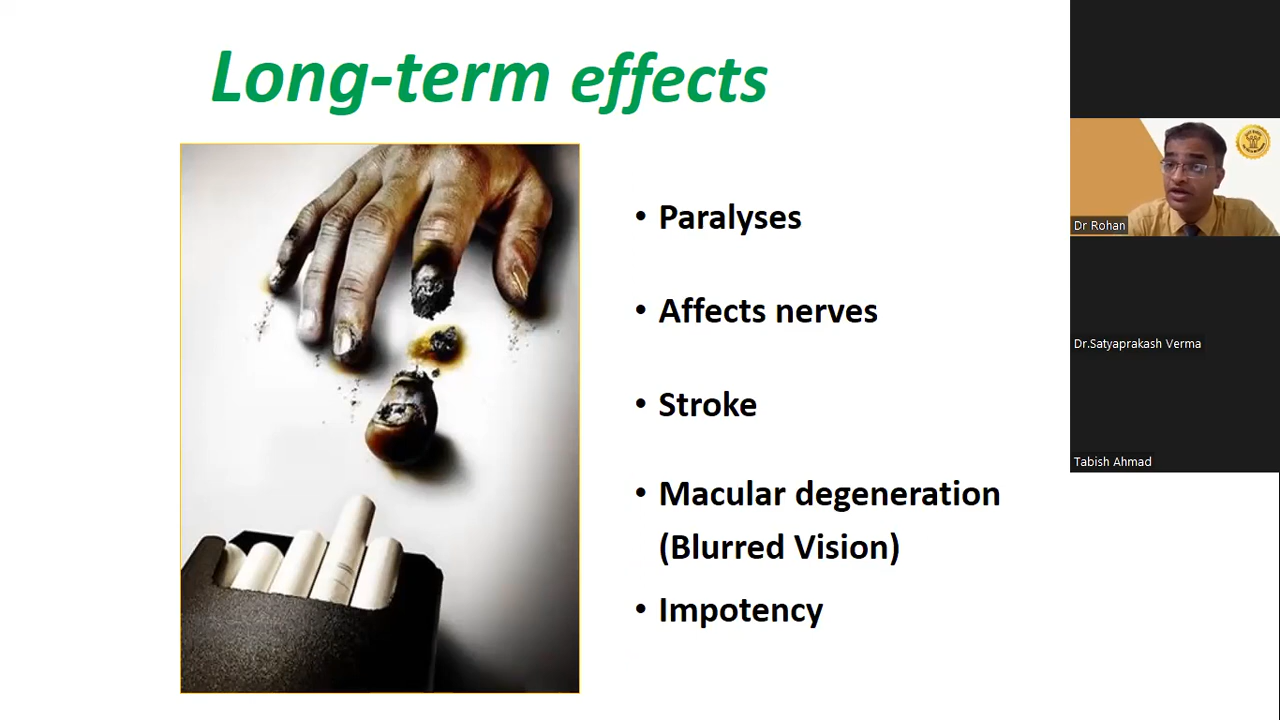 Long-term effects
• Paralyses
• Affects nerves
• Stroke
• Macular degeneration
(Blurred Vision)
• Impotency
Dr Rohan
Dr.Satyaprakash Verma
Tabish Ahmad